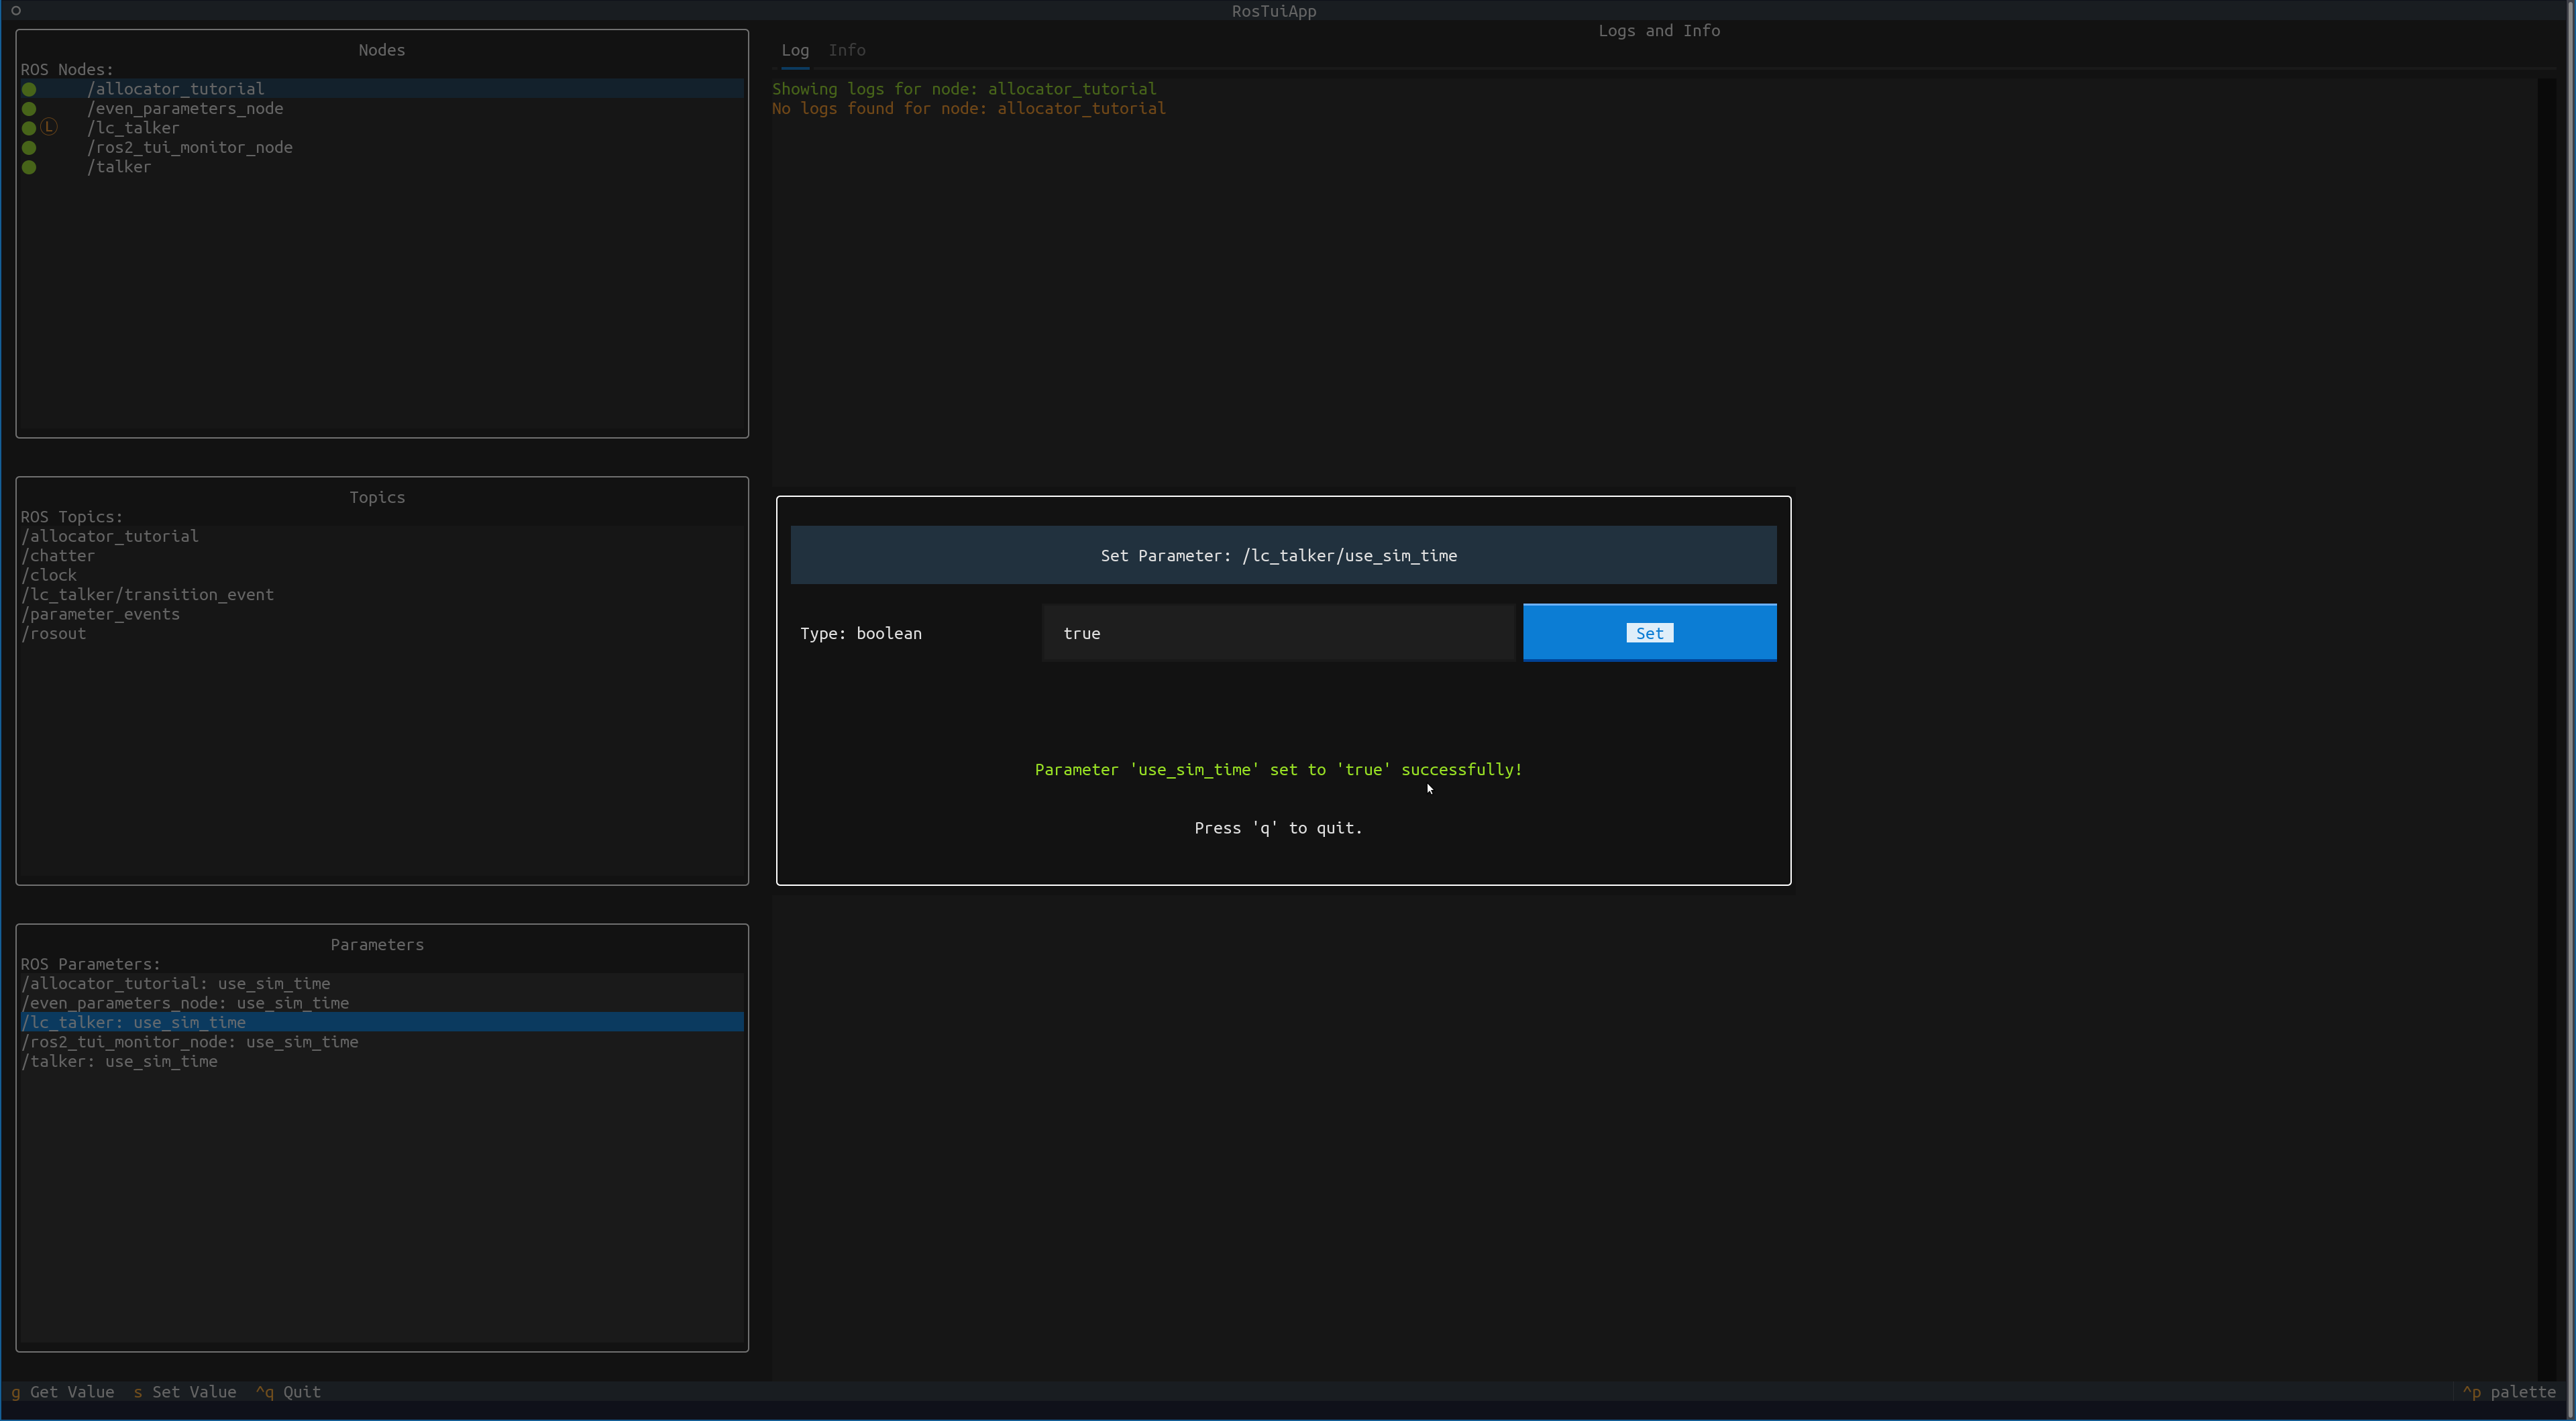 RosTuiApp
Nodes
ROS Nodes:
/allocator_tutorial
/even_parameters_node
Ⓛ /lc_talker
/ros2_tui_monitor_node
/talker
Topics
ROS Topics:
/allocator_tutorial
/chatter
/clock
/lc_talker/transition_event
/parameter_events
/rosout
Parameters
ROS Parameters:
/allocator_tutorial: use_sim_time
/even_parameters_node: use_sim_time
/lc_talker: use_sim_time
/ros2_tui_monitor_node: use_sim_time
/talker: use_sim_time
Logs and Info
Log Info
Showing logs for node: allocator_tutorial
No logs found for node: allocator_tutorial
Set Parameter: /lc_talker/use_sim_time
Type: boolean true Set
Parameter 'use_sim_time' set to 'true' successfully!
Press 'q' to quit.
g Get Value s Set Value ^q Quit ^p palette